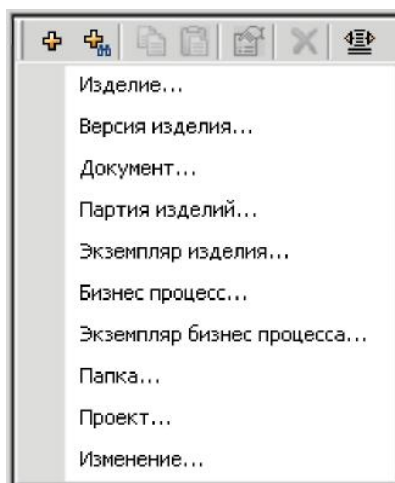 Изделие...
Версия изделия...
Документ...
Партия изделий...
Экземпляр изделия...
Бизнес процесс...
Экземпляр бизнес процесса...
Папка...
Проект...
Изменение...